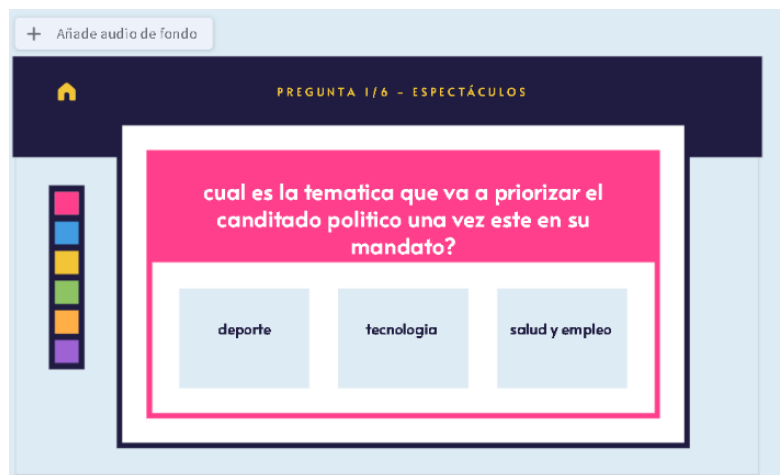 + Añade audio de fondo
PREGUNTA 1/6 - ESPECTÁCULOS
cual es la tematica que va a priorizar el
canditado politico una vez este en su
mandato?
deporte
tecnologia
salud y empleo